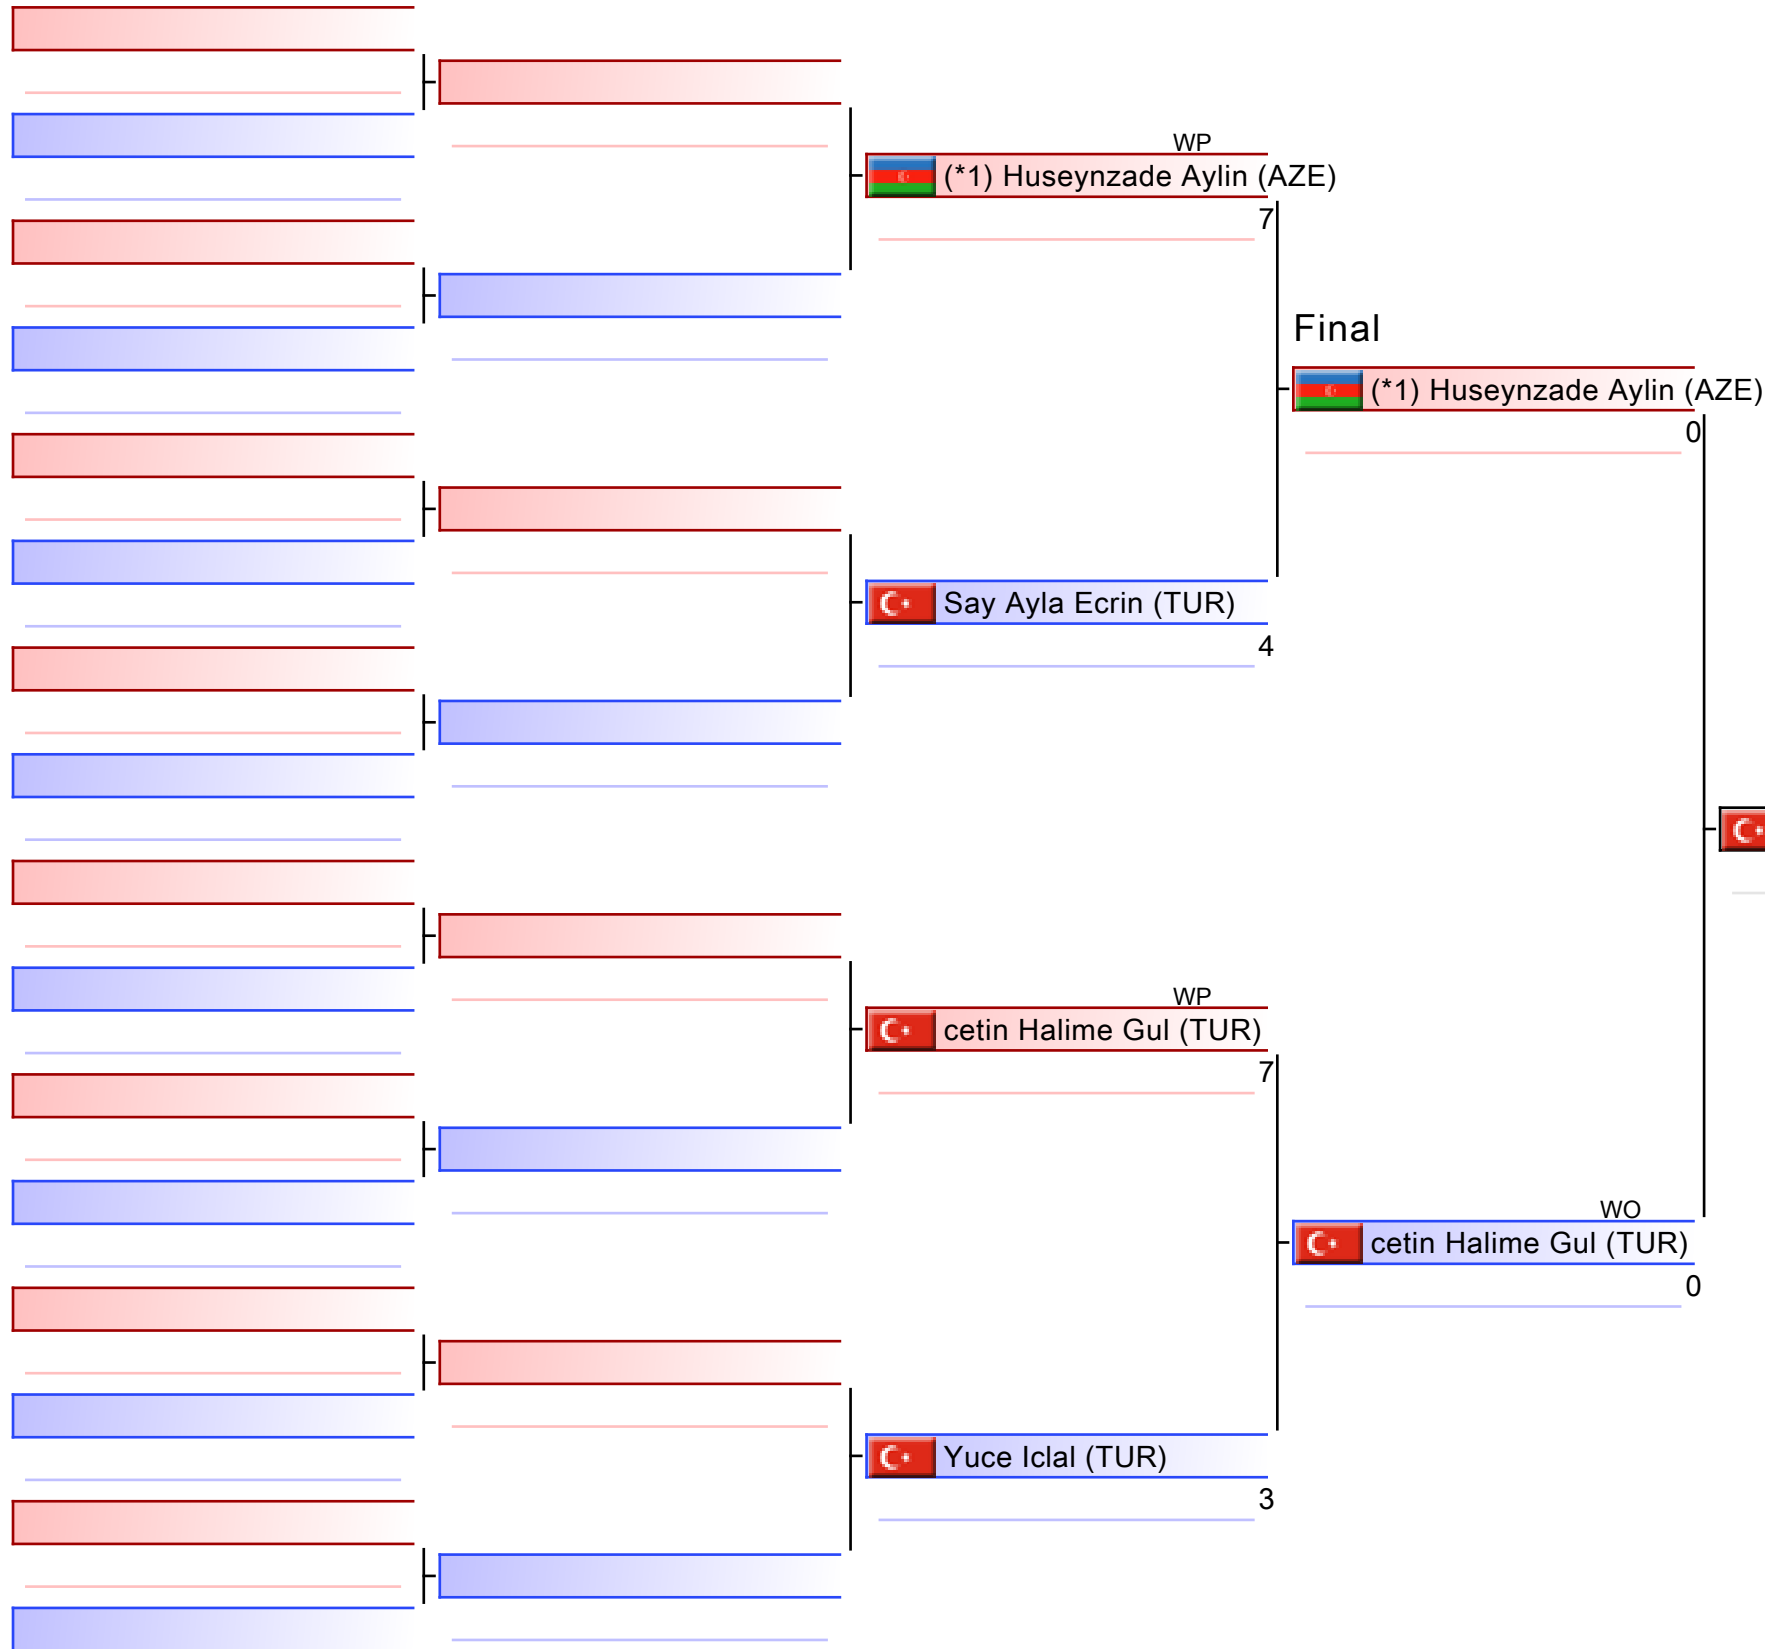 WP
(*1) Huseynzade Aylin (AZE)
7
Final
(*1) Huseynzade Aylin (AZE)
0
Say Ayla Ecrin (TUR)
4
WP
cetin Halime Gul (TUR)
7
WO
cetin Halime Gul (TUR)
0
Yuce Iclal (TUR)
3